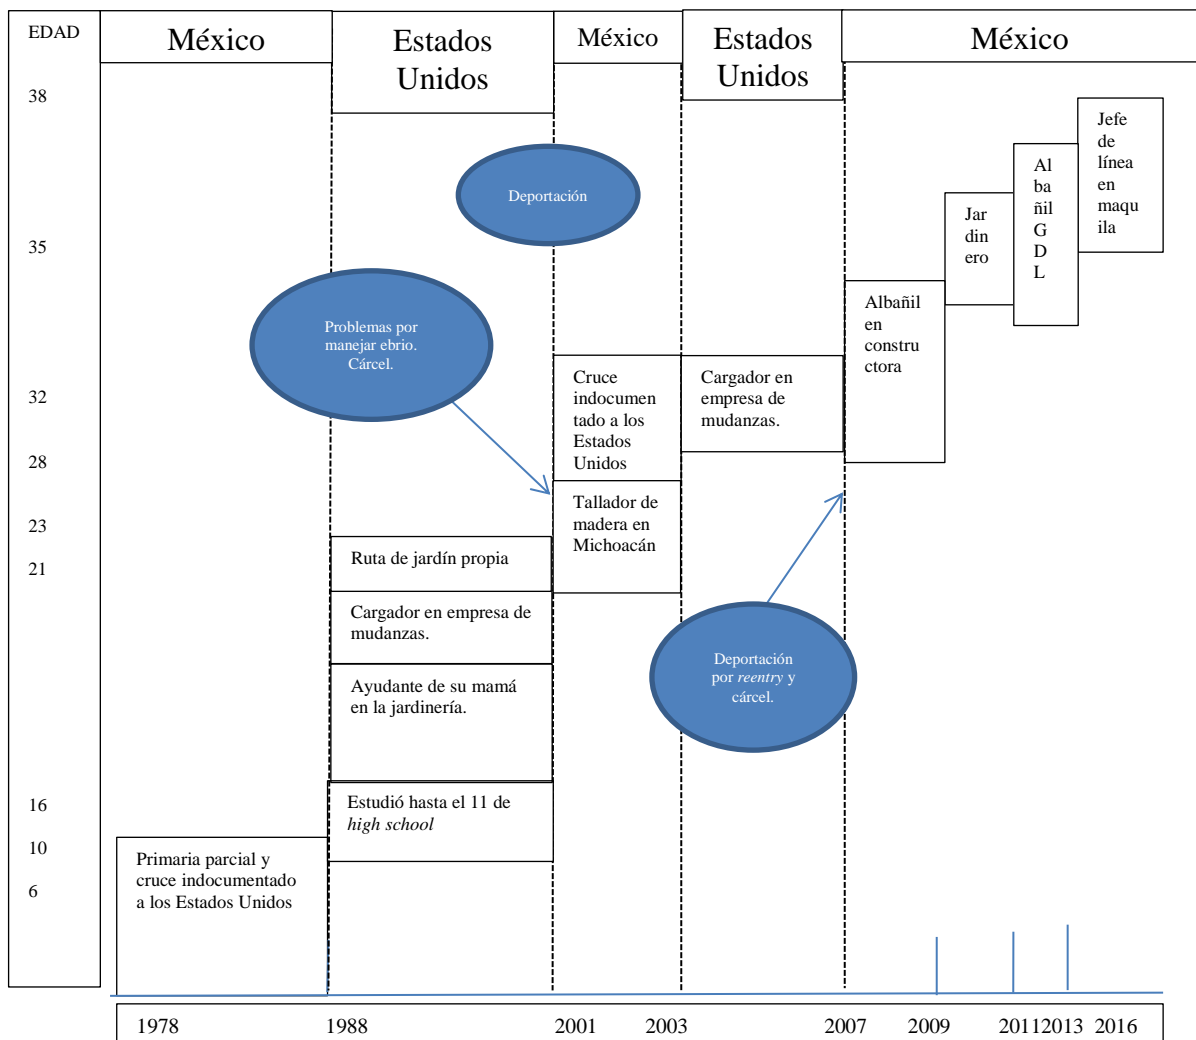 EDAD
México
Estados
Unidos
México
Estados
Unidos
México
38
35
32
28
23
21
16
10
6
Deportación
Problemas por
manejar ebrio.
Cárcel.
Deportación
por reentry y
cárcel.
Primaria parcial y
cruce indocumentado
a los Estados Unidos
Estudió hasta el 11 de
high school
Ayudante de su mamá
en la jardinería.
Cargador en empresa de
mudanzas.
Ruta de jardín propia
Tallador de
madera en
Michoacán
Cruce
indocumen
tado a los
Estados
Unidos
Cargador en
empresa de
mudanzas.
Albañil
en
constru
ctora
Jar
din
ero
Al
ba
ñil
G
D
L
Jefe
de
línea
en
maqu
ila
1978
1988
2001
2003
2007
2009
2011
2013
2016